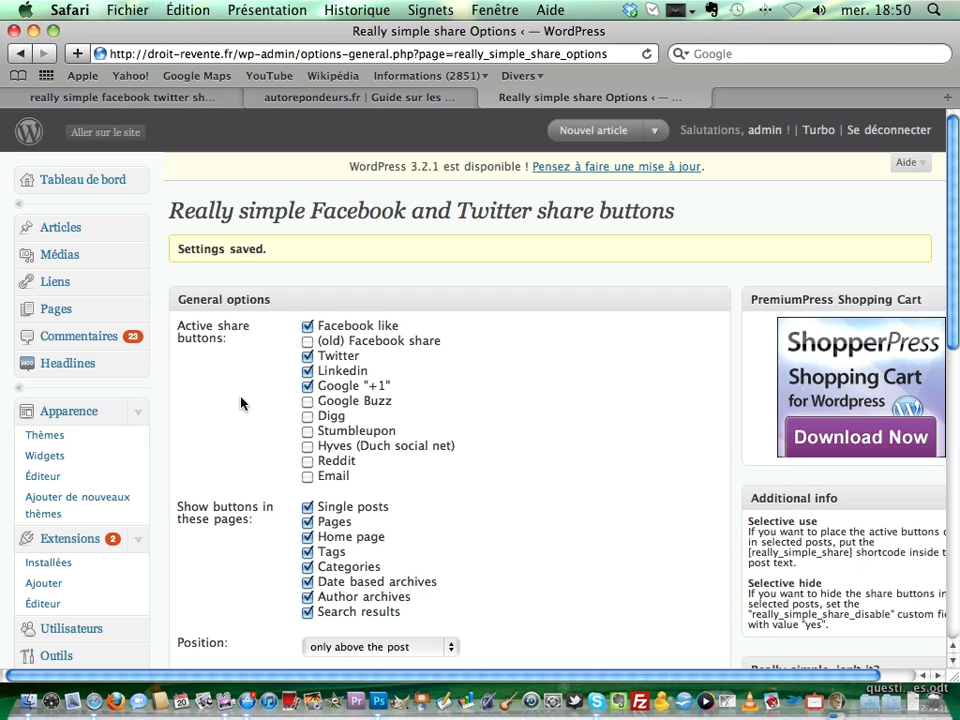 Safari Fichier Édition Présentation Historique Signets Fenêtre Aide mer. 18:50
Really simple share Options ‹ — WordPress
http://droit-revente.fr/wp-admin/options-general.php?page=really_simple_share_options Google
Apple Yahoo! Google Maps YouTube Wikipédia Informations (2851) Divers
really simple facebook twitter sh... autorepondeurs.fr | Guide sur les ... Really simple share Options ‹ — ...
Aller sur le site Nouvel article Salutations, admin ! | Turbo | Se déconnecter
WordPress 3.2.1 est disponible ! Pensez à faire une mise à jour. Aide
Tableau de bord
Articles
Médias
Liens
Pages
Commentaires 23
Headlines
Apparence
Thèmes
Widgets
Éditeur
Ajouter de nouveaux
thèmes
Extensions 2
Installées
Ajouter
Éditeur
Utilisateurs
Outils
Really simple Facebook and Twitter share buttons
Settings saved.
General options
Active share
buttons:
Facebook like
(old) Facebook share
Twitter
Linkedin
Google "+1"
Google Buzz
Digg
Stumbleupon
Hyves (Duch social net)
Reddit
Email
Show buttons in
these pages:
Single posts
Pages
Home page
Tags
Categories
Date based archives
Author archives
Search results
Position: only above the post
PremiumPress Shopping Cart
ShopperPress
Shopping Cart
for Wordpress
Download Now
Additional info
Selective use
If you want to place the active buttons
in selected posts, put the
[really_simple_share] shortcode inside
post text.
Selective hide
If you want to hide the share buttons in
selected posts, set the
"really_simple_share_disable" custom
with value "yes".
Really simple, isn't it?
questi...es.odt